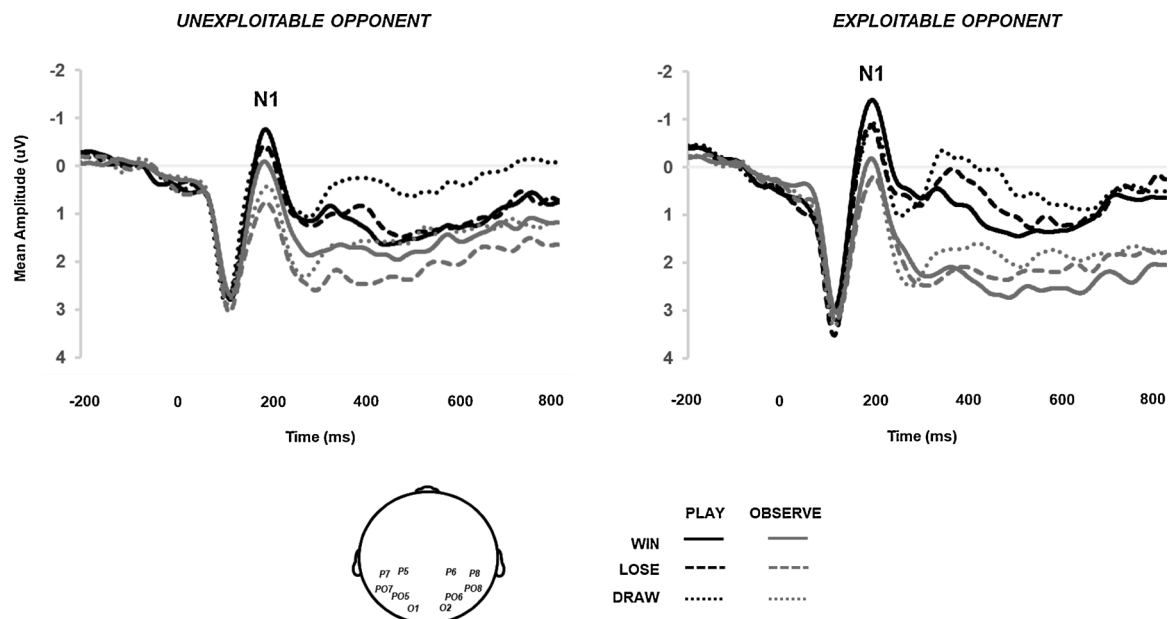 UNEXPLOITABLE OPPONENT
EXPLOITABLE OPPONENT
-2
-1
0
1
2
3
4
Mean Amplitude (uV)
N1
-200 0 200 400 600 800
Time (ms)
-2
-1
0
1
2
3
4
N1
-200 0 200 400 600 800
Time (ms)
P7 P5 P6 P8
PO7 PO5 PO6 PO8
O1 O2
PLAY OBSERVE
WIN
LOSE
DRAW